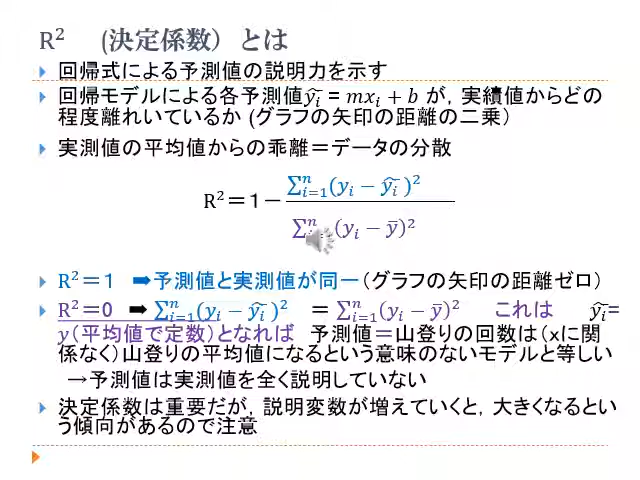 R² (決定係数) とは
回帰式による予測値の説明力を示す
回帰モデルによる各予測値ŷᵢ = mxᵢ + b が, 実績値からどの
程度離れいているか (グラフの矢印の距離の二乗)
実測値の平均値からの乖離＝データの分散
R²＝1－ ∑ⁿᵢ₌₁(yᵢ − ŷᵢ )²
∑ⁿᵢ₌₁(yᵢ − ȳ)²
R²＝1 ➡予測値と実測値が同一(グラフの矢印の距離ゼロ)
R²=0 ➡ ∑ⁿᵢ₌₁(yᵢ − ŷᵢ )² ＝ ∑ⁿᵢ₌₁(yᵢ − ȳ)² これは ŷᵢ=
y(平均値で定数)となれば 予測値＝山登りの回数は(xに関
係なく)山登りの平均値になるという意味のないモデルと等しい
→予測値は実測値を全く説明していない
決定係数は重要だが, 説明変数が増えていくと, 大きくなるとい
う傾向があるので注意